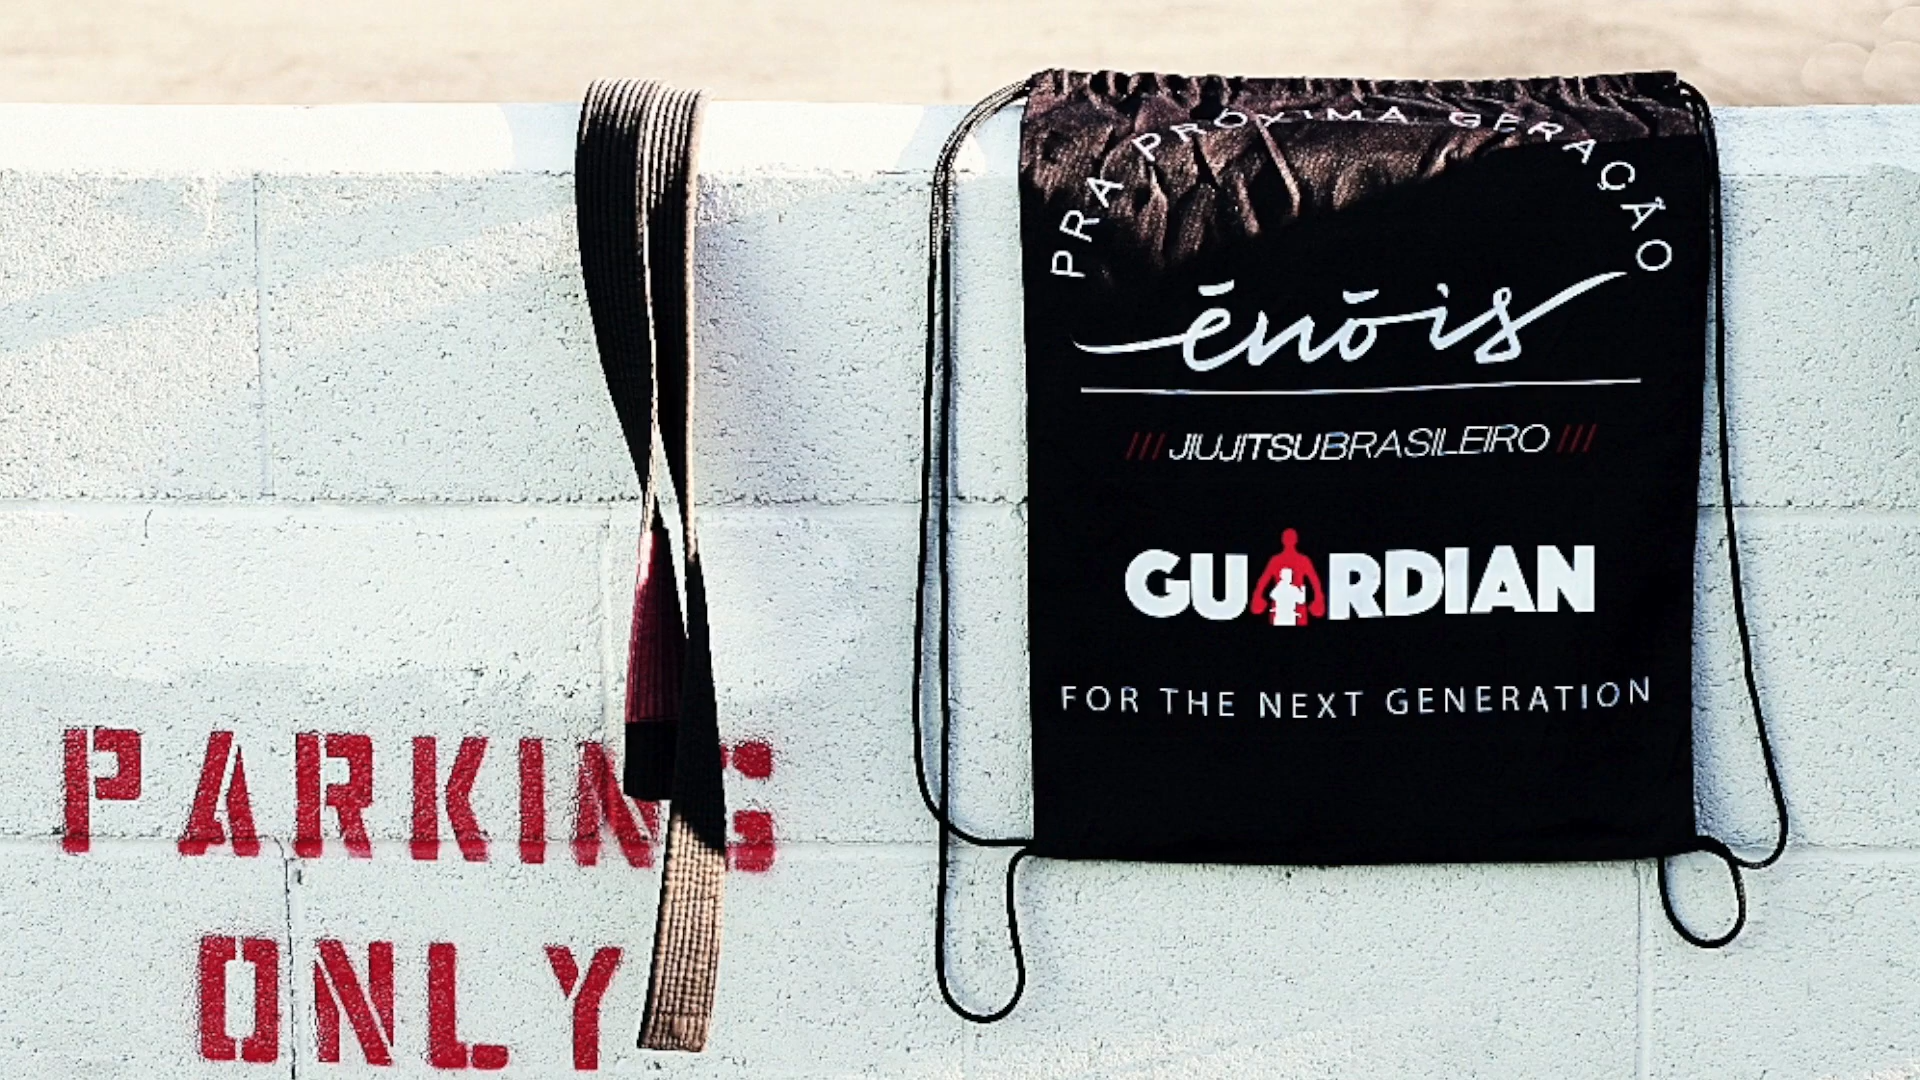 PRA PRÓXIMA GERAÇÃO
ēnōis
///JIUJITSUBRASILEIRO///
GUARDIAN
FOR THE NEXT GENERATION
PARKING
ONLY